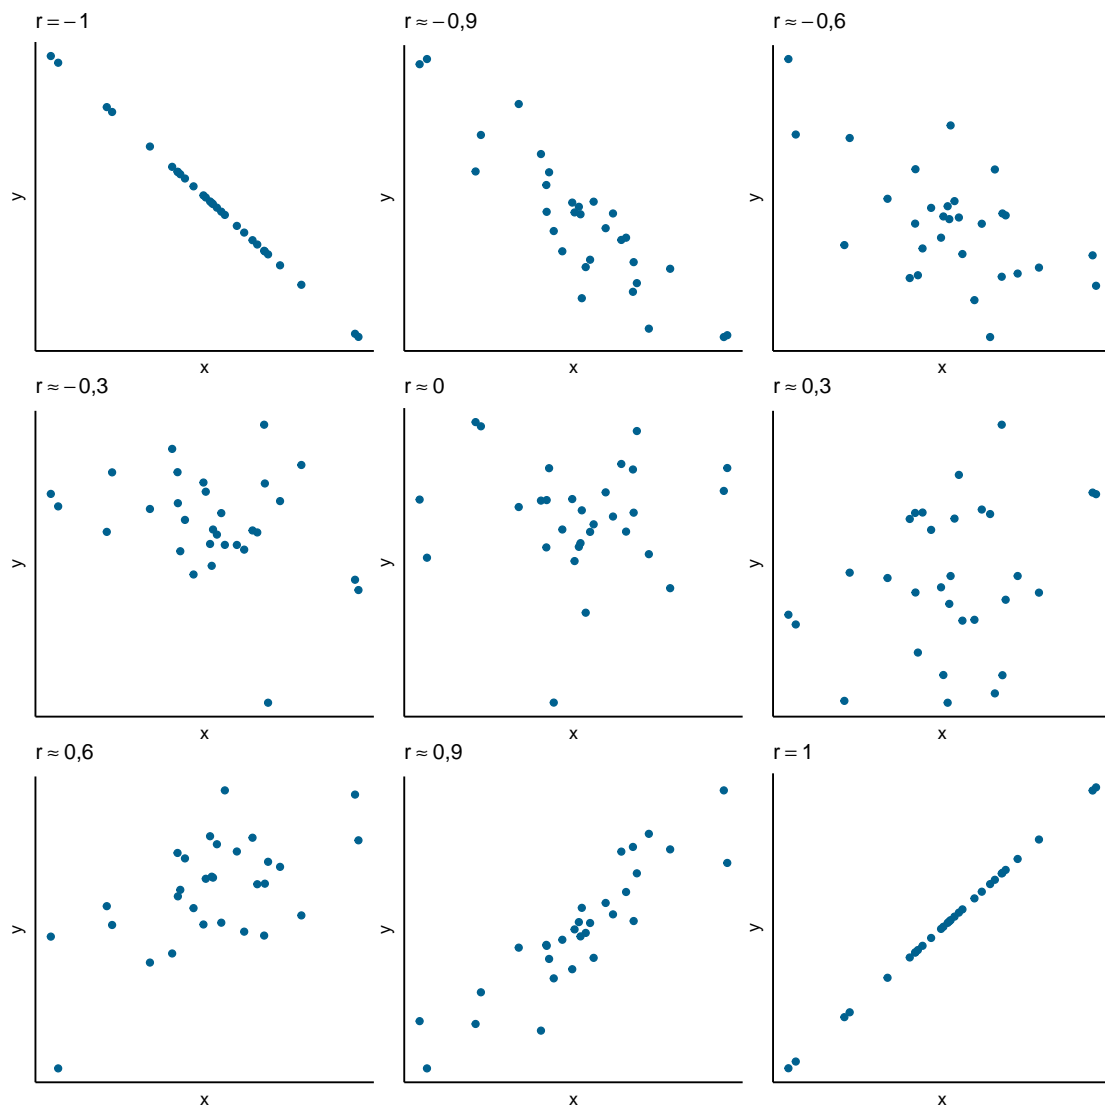 r = −1
r ≈ −0,9
r ≈ −0,6
y
y
y
x
x
x
r ≈ −0,3
r ≈ 0
r ≈ 0,3
y
y
y
x
x
x
r ≈ 0,6
r ≈ 0,9
r = 1
y
y
y
x
x
x